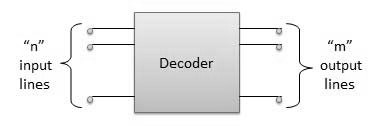 “n”
input
lines
Decoder
“m”
output
lines